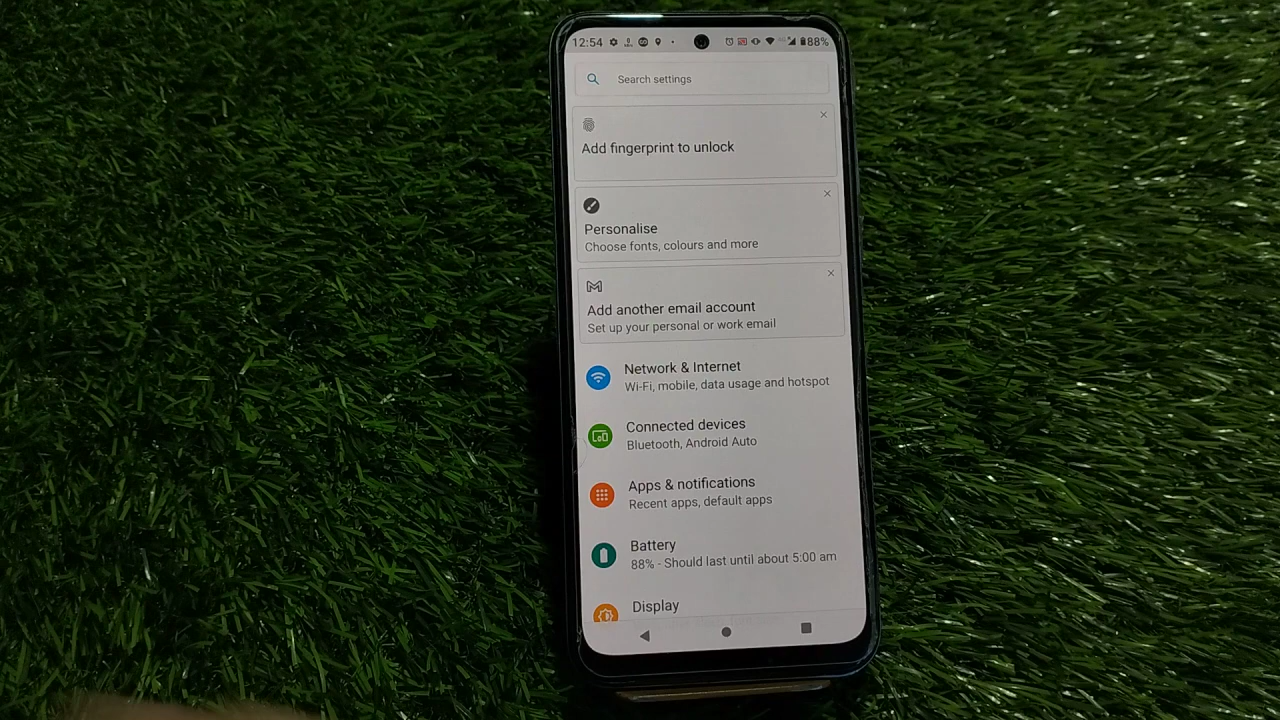 12:54 88%
Search settings
Add fingerprint to unlock
Personalise
Choose fonts, colours and more
Add another email account
Set up your personal or work email
Network & Internet
Wi-Fi, mobile, data usage and hotspot
Connected devices
Bluetooth, Android Auto
Apps & notifications
Recent apps, default apps
Battery
88% - Should last until about 5:00 am
Display